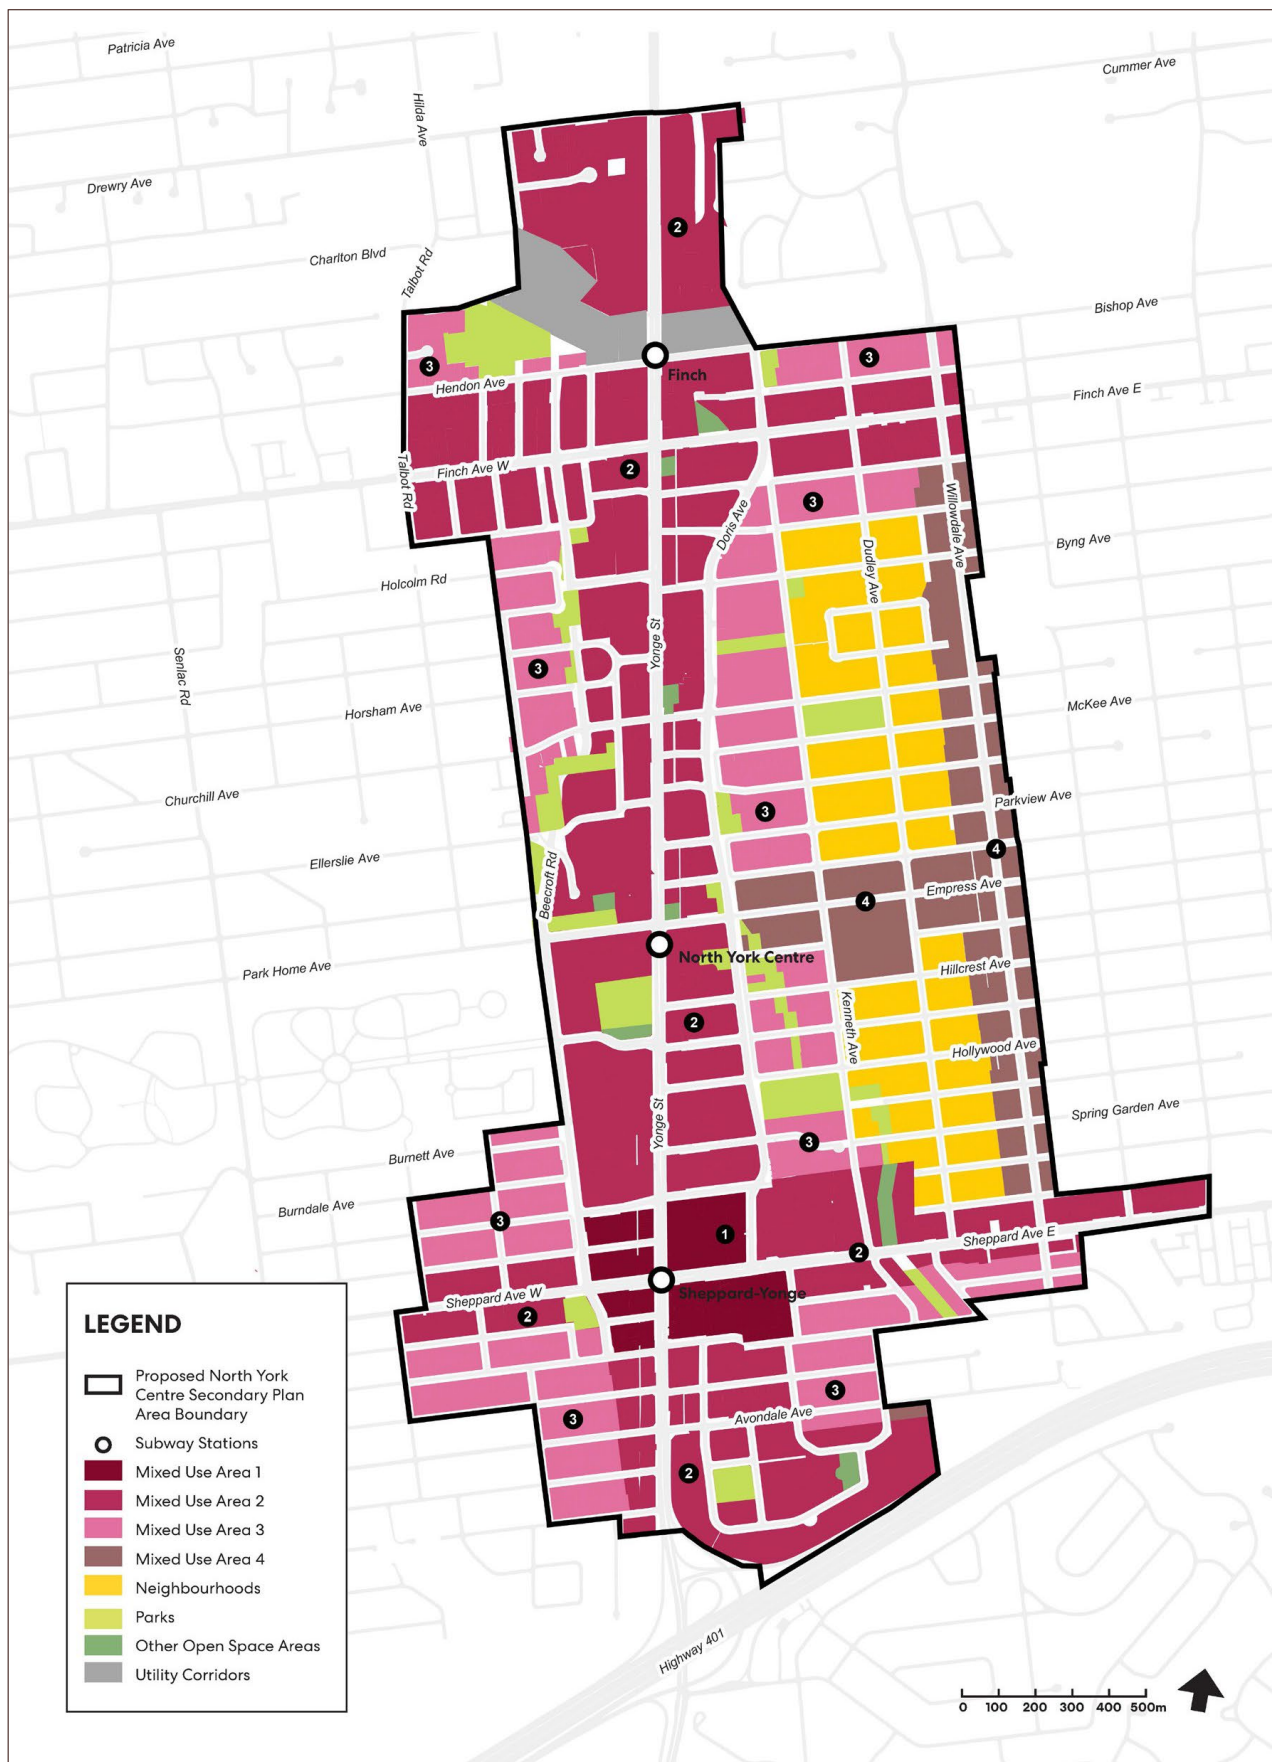 Patricia Ave
Cummer Ave
Hilda Ave
Drewry Ave
2
Charlton Blvd
Talbot Rd
Bishop Ave
3
3
Finch
Hendon Ave
Finch Ave E
Finch Ave W
2
Talbot Rd
3
Willowdale Ave
Doris Ave
Dudley Ave
Byng Ave
Holcolm Rd
Yonge St
Senlac Rd
3
McKee Ave
Horsham Ave
Churchill Ave
Parkview Ave
3
4
Ellerslie Ave
Beecroft Rd
Empress Ave
4
North York Centre
Park Home Ave
Hillcrest Ave
Kenneth Ave
2
Hollywood Ave
Yonge St
Spring Garden Ave
3
Burnett Ave
Burndale Ave
3
1
Sheppard Ave E
2
Sheppard-Yonge
Sheppard Ave W
2
3
3
Avondale Ave
2
Highway 401
LEGEND
Proposed North York
Centre Secondary Plan
Area Boundary
Subway Stations
Mixed Use Area 1
Mixed Use Area 2
Mixed Use Area 3
Mixed Use Area 4
Neighbourhoods
Parks
Other Open Space Areas
Utility Corridors
0 100 200 300 400 500m